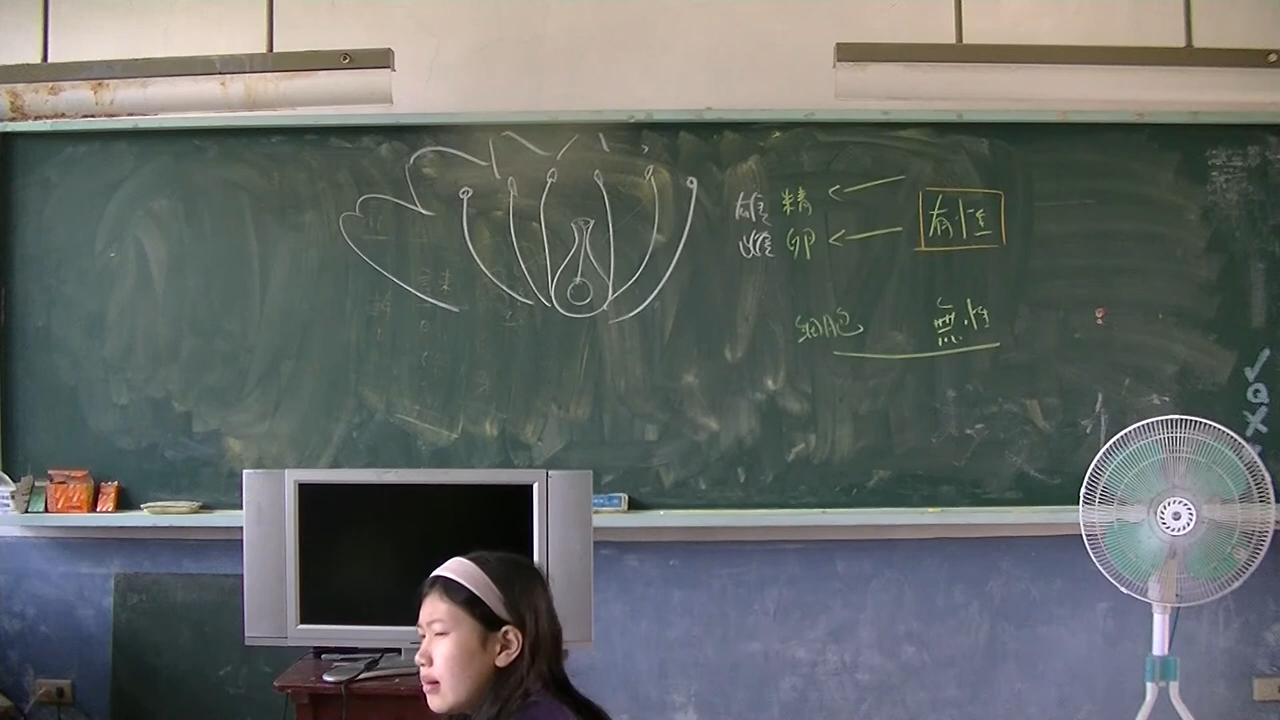 雄 精 ← 有性
雌 卵 ←
細胞 無性
✓
Q
X